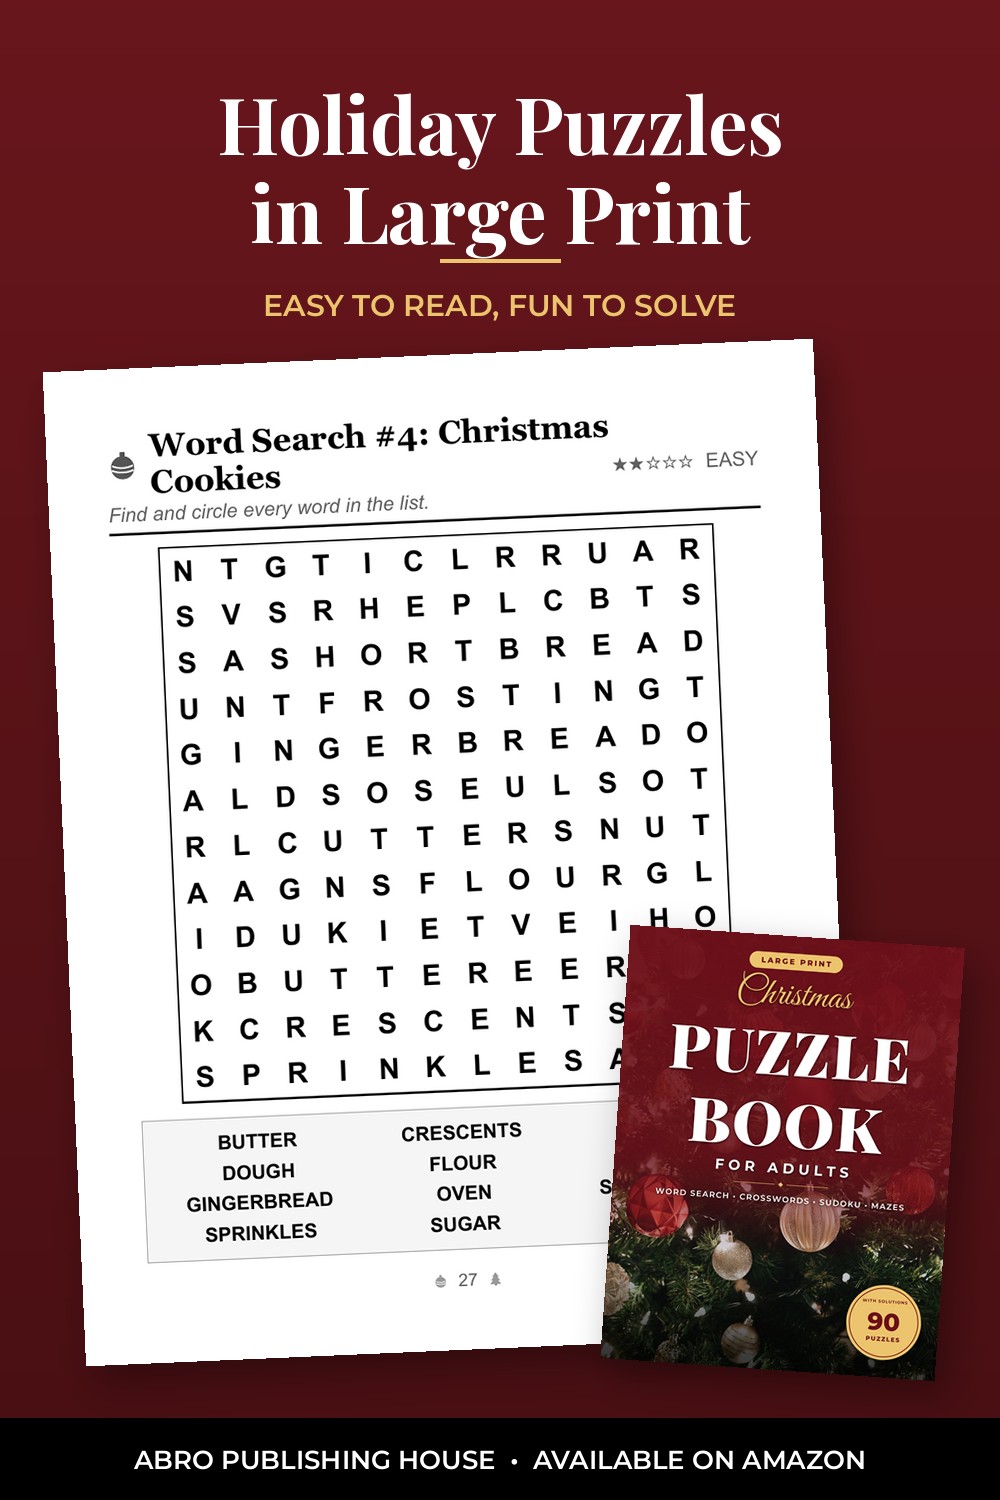 Holiday Puzzles
in Large Print
EASY TO READ, FUN TO SOLVE
Word Search #4: Christmas
Cookies
★★☆☆☆ EASY
Find and circle every word in the list.
N T G T I C L R R U A R
S V S R H E P L C B T S
S A S H O R T B R E A D
U N T F R O S T I N G T
G I N G E R B R E A D O
A L D S O S E U L S O T
R L C U T T E R S N U T
A A G N S F L O U R G L
I D U K I E T V E I H O
O B U T T E R E E R
K C R E S C E N T S
S P R I N K L E S A
BUTTER
DOUGH
GINGERBREAD
SPRINKLES
CRESCENTS
FLOUR
OVEN
SUGAR
27
LARGE PRINT
Christmas
PUZZLE
BOOK
FOR ADULTS
WORD SEARCH • CROSSWORDS • SUDOKU • MAZES
WITH SOLUTIONS
90
PUZZLES
ABRO PUBLISHING HOUSE • AVAILABLE ON AMAZON